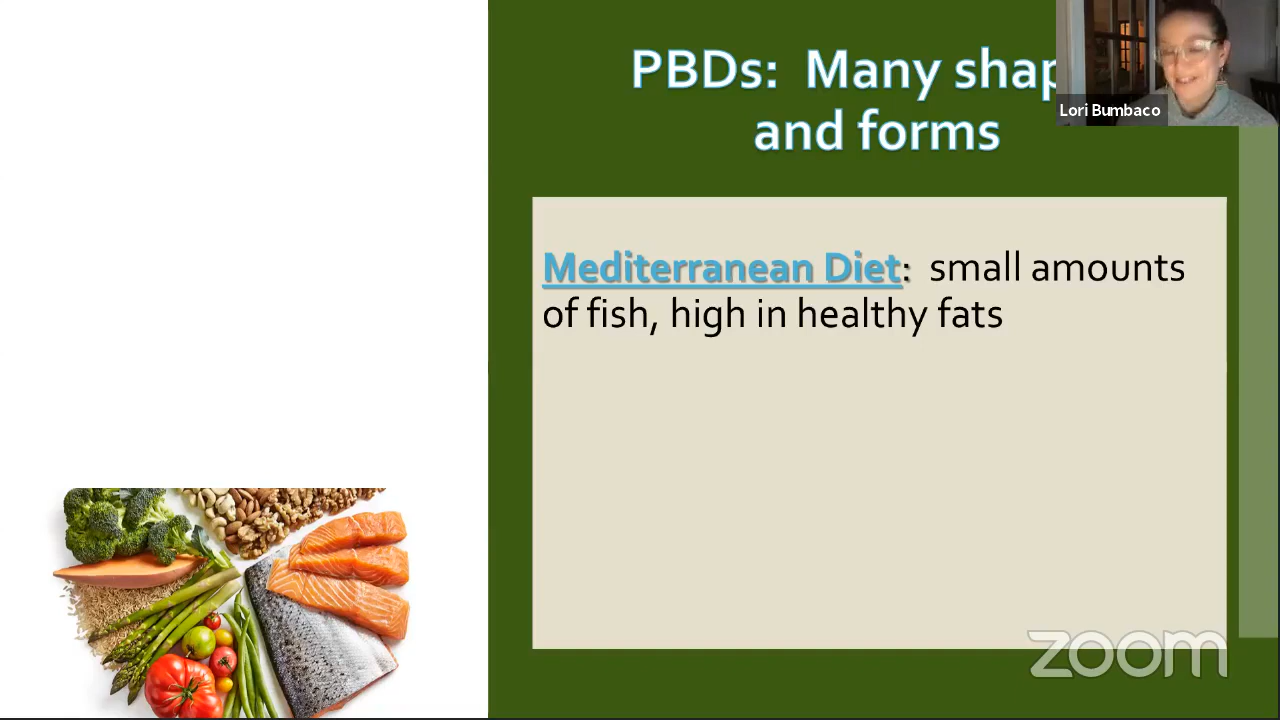 PBDs: Many shap
and forms
Lori Bumbaco
Mediterranean Diet: small amounts
of fish, high in healthy fats
zoom